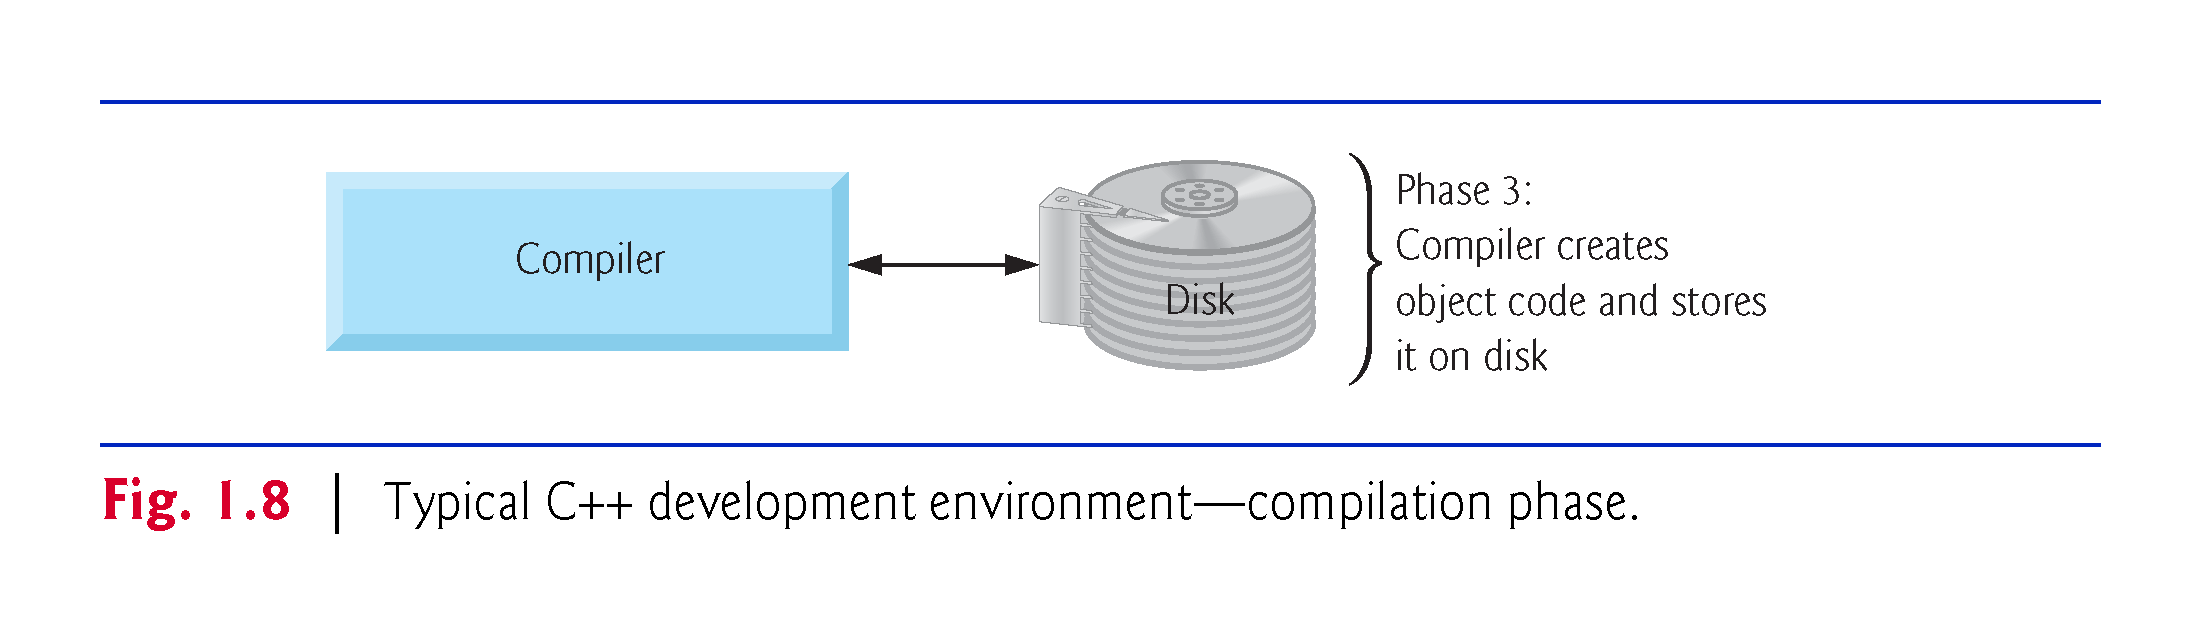 Compiler
Disk
Phase 3:
Compiler creates
object code and stores
it on disk
Fig. 1.8 | Typical C++ development environment—compilation phase.